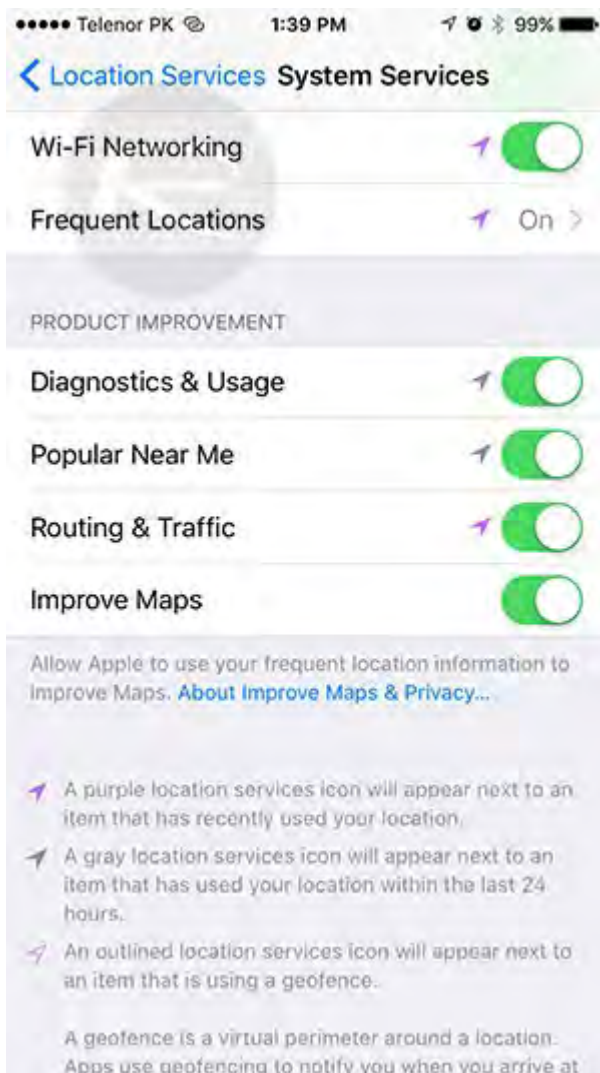 Telenor PK 1:39 PM 99%
Location Services System Services
Wi-Fi Networking
Frequent Locations On
PRODUCT IMPROVEMENT
Diagnostics & Usage
Popular Near Me
Routing & Traffic
Improve Maps
Allow Apple to use your frequent location information to
Improve Maps. About Improve Maps & Privacy...
A purple location services icon will appear next to an
item that has recently used your location.
A gray location services icon will appear next to an
item that has used your location within the last 24
hours.
An outlined location services icon will appear next to
an item that is using a geofence.
A geofence is a virtual perimeter around a location.
Apps use geofencing to notify you when you arrive at